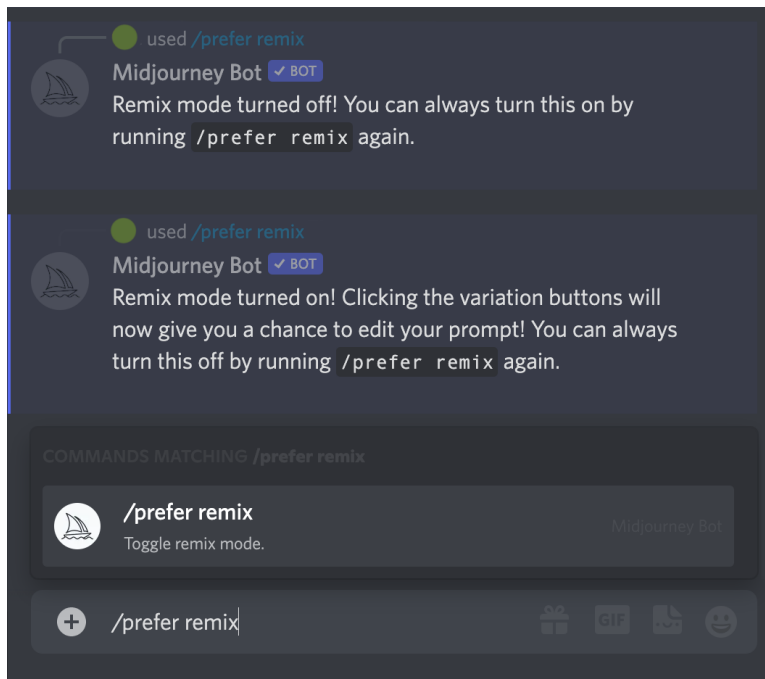 used /prefer remix
Midjourney Bot ✓ BOT
Remix mode turned off! You can always turn this on by
running /prefer remix again.
used /prefer remix
Midjourney Bot ✓ BOT
Remix mode turned on! Clicking the variation buttons will
now give you a chance to edit your prompt! You can always
turn this off by running /prefer remix again.
COMMANDS MATCHING /prefer remix
/prefer remix
Toggle remix mode.
Midjourney Bot
/prefer remix
GIF